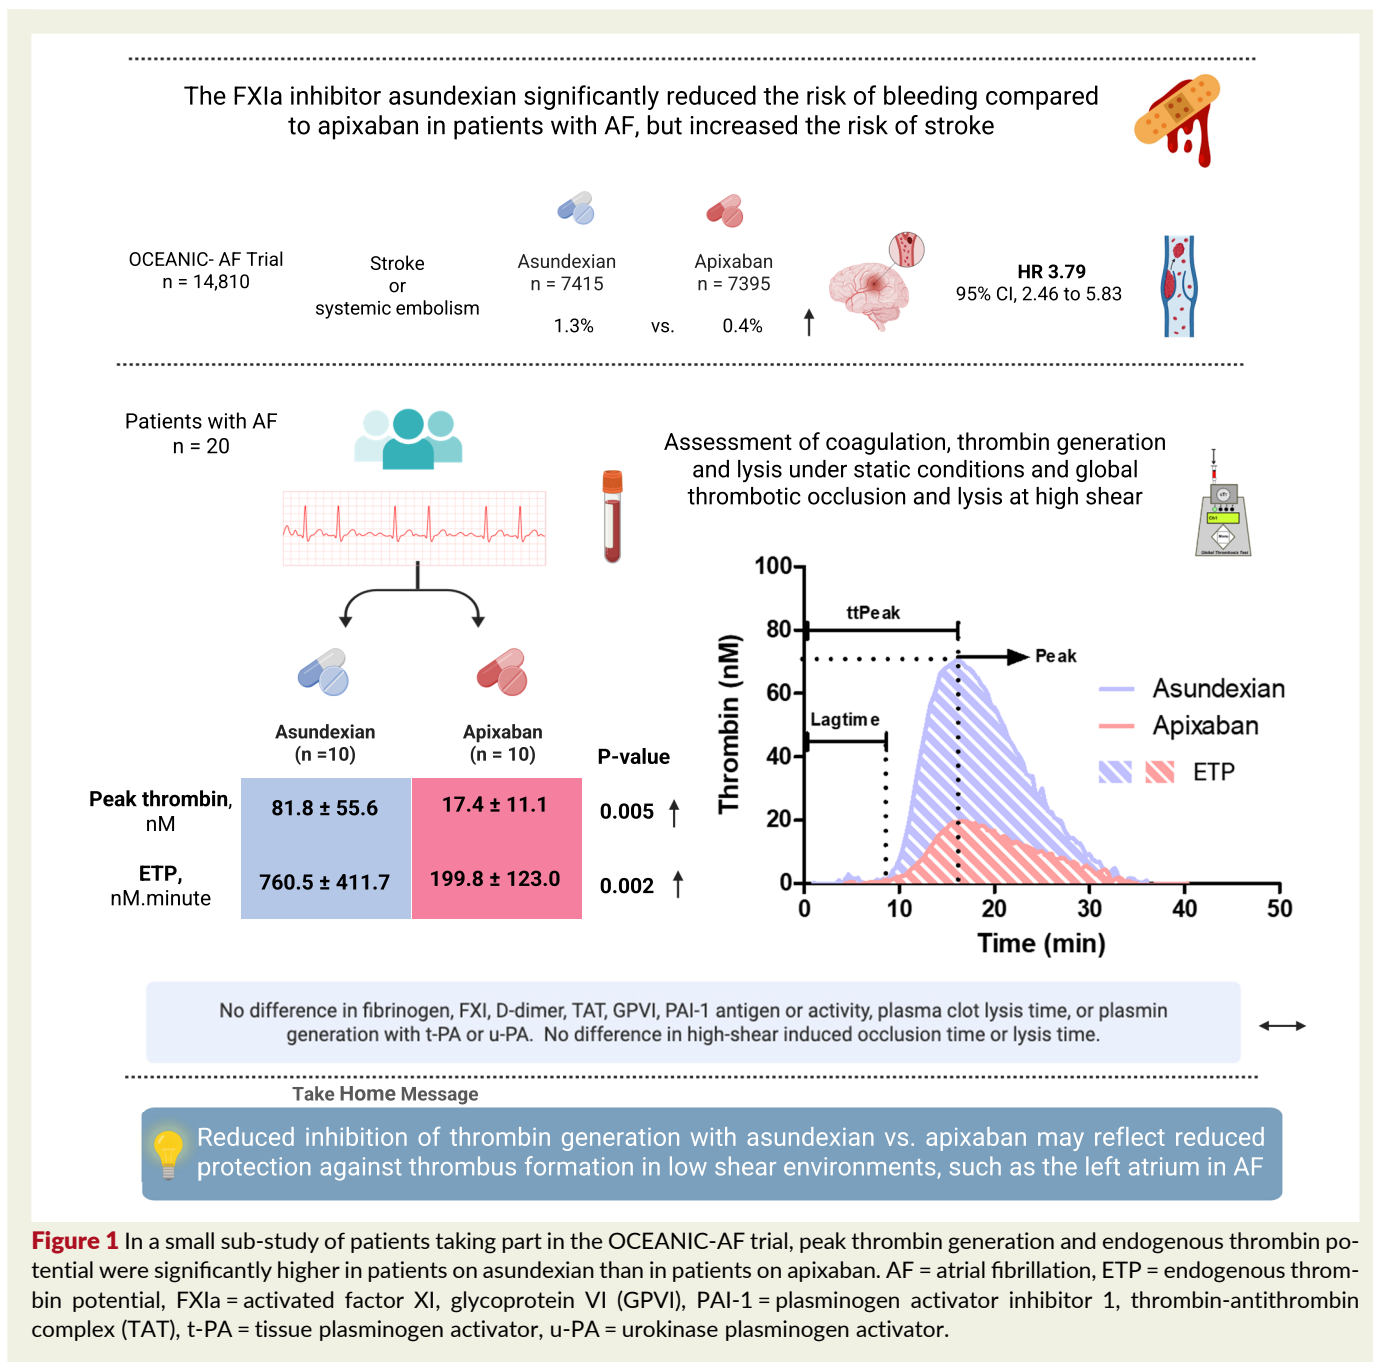 The FXIa inhibitor asundexian significantly reduced the risk of bleeding compared
to apixaban in patients with AF, but increased the risk of stroke
OCEANIC- AF Trial
n = 14,810
Stroke
or
systemic embolism
Asundexian
n = 7415
1.3%
vs.
Apixaban
n = 7395
0.4%
HR 3.79
95% CI, 2.46 to 5.83
Patients with AF
n = 20
Assessment of coagulation, thrombin generation
and lysis under static conditions and global
thrombotic occlusion and lysis at high shear
Global Thrombosis Test
Asundexian
(n =10)
Apixaban
(n = 10)
P-value
Peak thrombin,
nM
81.8 ± 55.6
17.4 ± 11.1
0.005
ETP,
nM.minute
760.5 ± 411.7
199.8 ± 123.0
0.002
Thrombin (nM)
100
80
60
40
20
0
ttPeak
Peak
Lagtime
Asundexian
Apixaban
ETP
0 10 20 30 40 50
Time (min)
No difference in fibrinogen, FXI, D-dimer, TAT, GPVI, PAI-1 antigen or activity, plasma clot lysis time, or plasmin
generation with t-PA or u-PA. No difference in high-shear induced occlusion time or lysis time.
Take Home Message
Reduced inhibition of thrombin generation with asundexian vs. apixaban may reflect reduced
protection against thrombus formation in low shear environments, such as the left atrium in AF
Figure 1 In a small sub-study of patients taking part in the OCEANIC-AF trial, peak thrombin generation and endogenous thrombin po-
tential were significantly higher in patients on asundexian than in patients on apixaban. AF = atrial fibrillation, ETP = endogenous throm-
bin potential, FXIa = activated factor XI, glycoprotein VI (GPVI), PAI-1 = plasminogen activator inhibitor 1, thrombin-antithrombin
complex (TAT), t-PA = tissue plasminogen activator, u-PA = urokinase plasminogen activator.